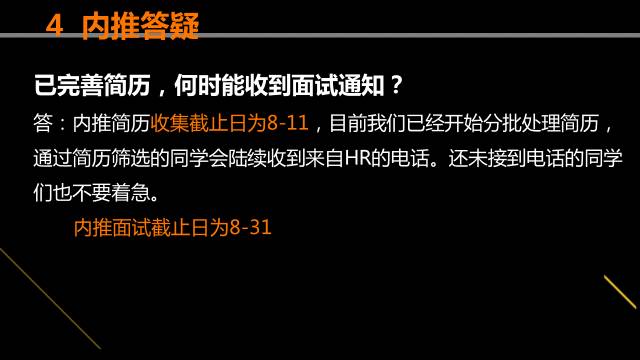 4 内推答疑
已完善简历，何时能收到面试通知？
答：内推简历收集截止日为8-11，目前我们已经开始分批处理简历，
通过简历筛选的同学会陆续收到来自HR的电话。还未接到电话的同学
们也不要着急。
内推面试截止日为8-31